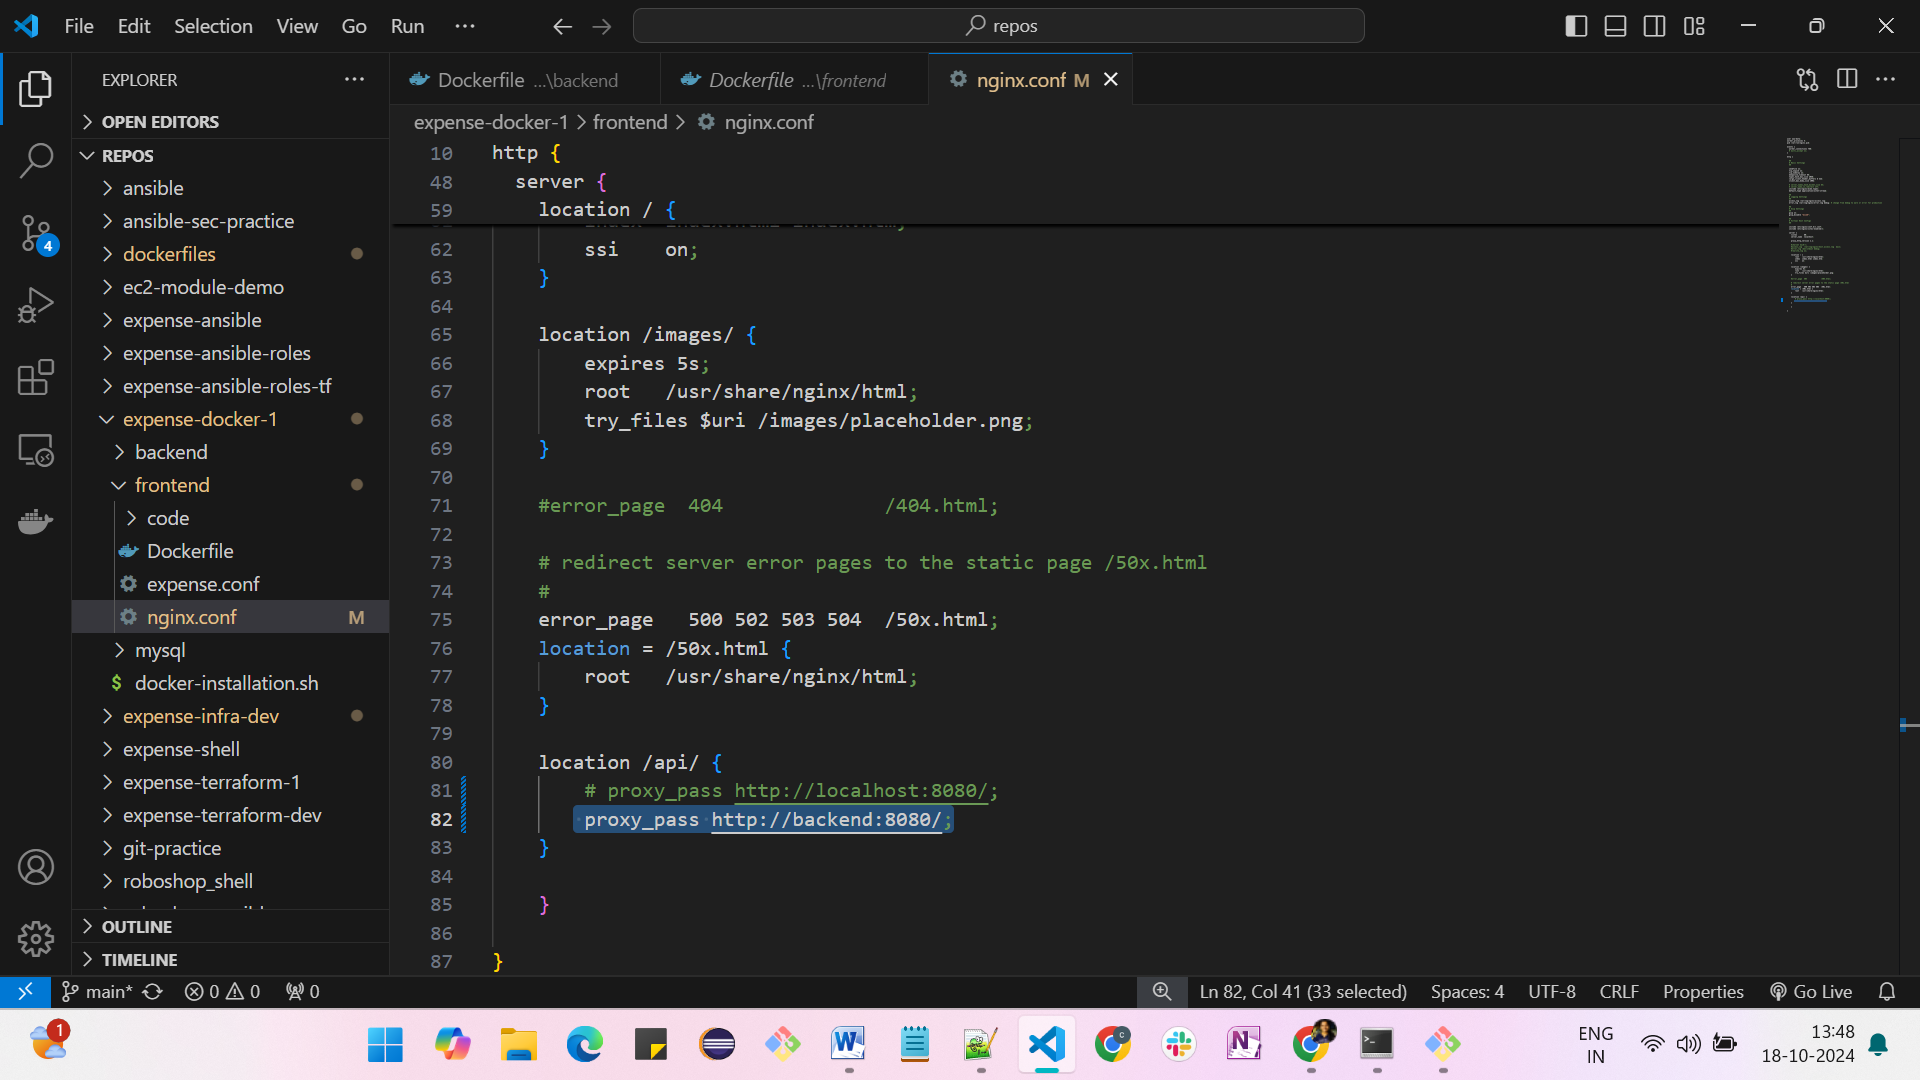 File Edit Selection View Go Run ··· repos
EXPLORER ···
Dockerfile ...\backend
Dockerfile ...\frontend
nginx.conf M
OPEN EDITORS
REPOS
ansible
ansible-sec-practice
dockerfiles
ec2-module-demo
expense-ansible
expense-ansible-roles
expense-ansible-roles-tf
expense-docker-1
backend
frontend
code
Dockerfile
expense.conf
nginx.conf M
mysql
$ docker-installation.sh
expense-infra-dev
expense-shell
expense-terraform-1
expense-terraform-dev
git-practice
roboshop_shell
OUTLINE
TIMELINE
4
expense-docker-1 > frontend > nginx.conf
10 http {
48 server {
59 location / {
62 ssi on;
63 }
64
65 location /images/ {
66 expires 5s;
67 root /usr/share/nginx/html;
68 try_files $uri /images/placeholder.png;
69 }
70
71 #error_page 404 /404.html;
72
73 # redirect server error pages to the static page /50x.html
74 #
75 error_page 500 502 503 504 /50x.html;
76 location = /50x.html {
77 root /usr/share/nginx/html;
78 }
79
80 location /api/ {
81 # proxy_pass http://localhost:8080/;
82 proxy_pass http://backend:8080/;
83 }
84
85 }
86
87 }
main* 0 0 0 Ln 82, Col 41 (33 selected) Spaces: 4 UTF-8 CRLF Properties Go Live
1
ENG
IN
13:48
18-10-2024